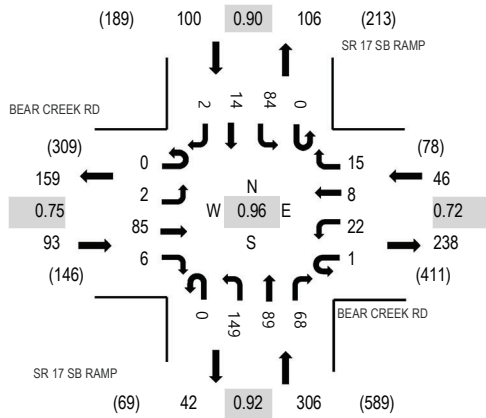 (189) 100 0.90 106 (213)
SR 17 SB RAMP
BEAR CREEK RD
2 14 84 0
(309) (78)
0 15
159 46
N
2 8
0.75 W 0.96 E 0.72
85 22
93 S 238
6 1
(146) (411)
0 149 89 68
BEAR CREEK RD
SR 17 SB RAMP
(69) 42 0.92 306 (589)